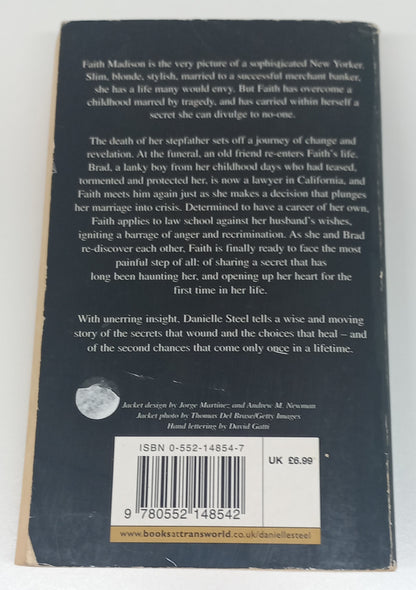 Faith Madison is the very picture of a sophisticated New Yorker.
Slim, blonde, stylish, married to a successful merchant banker,
she has a life many would envy. But Faith has overcome a
childhood marred by tragedy, and has carried within herself a
secret she can divulge to no-one.
The death of her stepfather sets off a journey of change and
revelation. At the funeral, an old friend re-enters Faith's life.
Brad, a lanky boy from her childhood days who had teased,
tormented and protected her, is now a lawyer in California, and
Faith meets him again just as she makes a decision that plunges
her marriage into crisis. Determined to have a career of her own,
Faith applies to law school against her husband's wishes,
igniting a barrage of anger and recrimination. As she and Brad
re-discover each other, Faith is finally ready to face the most
painful step of all: of sharing a secret that has
long been haunting her, and opening up her heart for the
first time in her life.
With unerring insight, Danielle Steel tells a wise and moving
story of the secrets that wound and the choices that heal – and
of the second chances that come only once in a lifetime.
Jacket design by Jorge Martínez and Andrew M. Newman
Jacket photo by Thomas Del Brase/Getty Images
Hand lettering by David Gatti
ISBN 0-552-14854-7
UK £6.99
9 780552 148542
www.booksattransworld.co.uk/daniellesteel